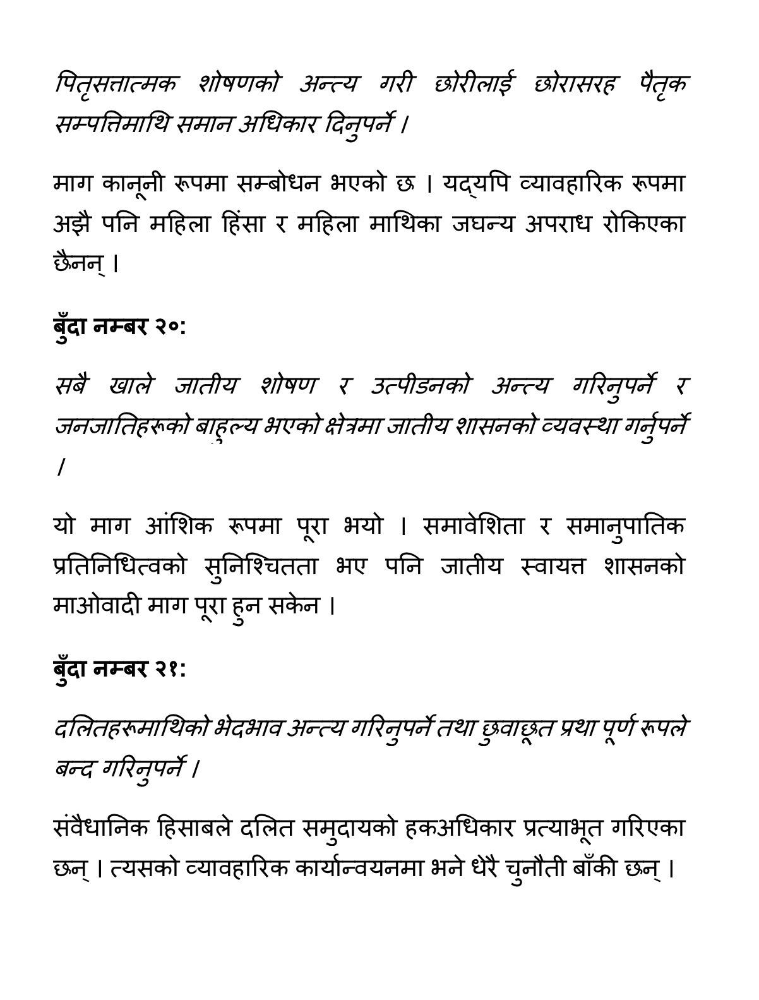 पितृसत्तात्मक शोषणको अन्त्य गरी छोरीलाई छोरासरह पैतृक
सम्पत्तिमाथि समान अधिकार दिनुपर्ने ।
माग कानूनी रूपमा सम्बोधन भएको छ । यद्यपि व्यावहारिक रूपमा
अझै पनि महिला हिंसा र महिला माथिका जघन्य अपराध रोकिएका
छैनन् ।
बुँदा नम्बर २०:
सबै खाले जातीय शोषण र उत्पीडनको अन्त्य गरिनुपर्ने र
जनजातिहरूको बाहुल्य भएको क्षेत्रमा जातीय शासनको व्यवस्था गर्नुपर्ने
।
यो माग आंशिक रूपमा पूरा भयो । समावेशिता र समानुपातिक
प्रतिनिधित्वको सुनिश्चितता भए पनि जातीय स्वायत्त शासनको
माओवादी माग पूरा हुन सकेन ।
बुँदा नम्बर २१:
दलितहरूमाथिको भेदभाव अन्त्य गरिनुपर्ने तथा छुवाछूत प्रथा पूर्ण रूपले
बन्द गरिनुपर्ने ।
संवैधानिक हिसाबले दलित समुदायको हकअधिकार प्रत्याभूत गरिएका
छन् । त्यसको व्यावहारिक कार्यान्वयनमा भने धेरै चुनौती बाँकी छन् ।